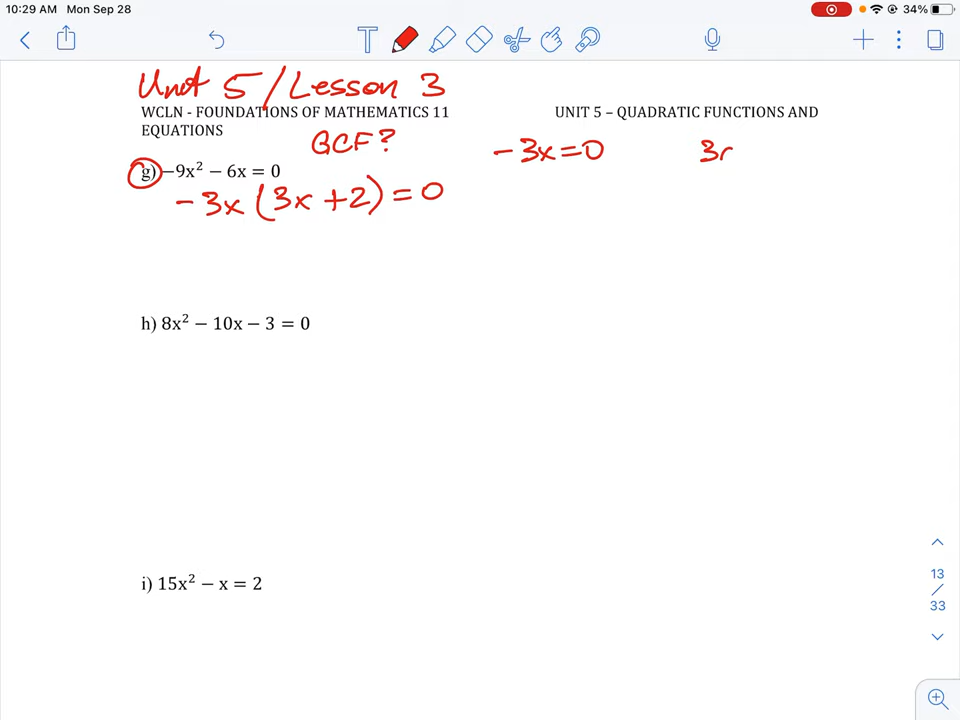 10:29 AM Mon Sep 28
34%
T
Unit 5 / Lesson 3
WCLN - FOUNDATIONS OF MATHEMATICS 11 UNIT 5 – QUADRATIC FUNCTIONS AND
EQUATIONS
GCF?
-3x=0
g) −9x² − 6x = 0
-3x (3x +2) = 0
h) 8x² − 10x − 3 = 0
i) 15x² − x = 2
13
/
33